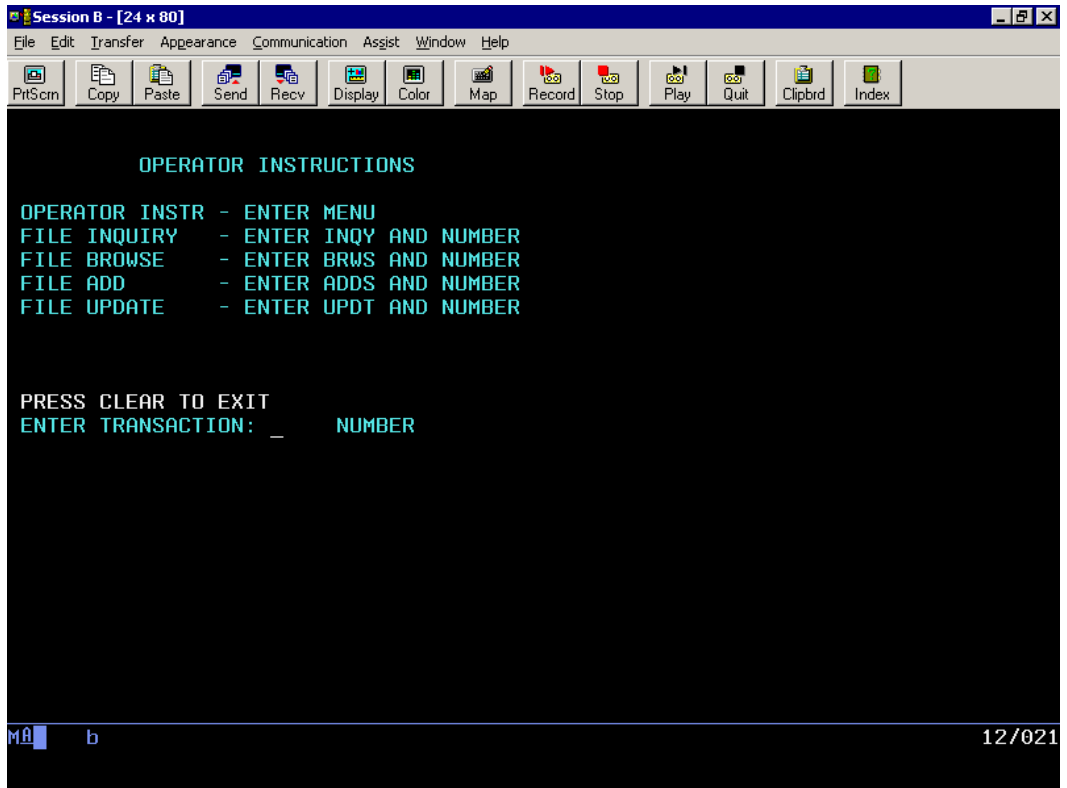 Session B - [24 x 80]
File Edit Transfer Appearance Communication Assist Window Help
PrtScrn Copy Paste Send Recv Display Color Map Record Stop Play Quit Clipbrd Index
OPERATOR INSTRUCTIONS
OPERATOR INSTR - ENTER MENU
FILE INQUIRY - ENTER INQY AND NUMBER
FILE BROWSE - ENTER BRWS AND NUMBER
FILE ADD - ENTER ADDS AND NUMBER
FILE UPDATE - ENTER UPDT AND NUMBER
PRESS CLEAR TO EXIT
ENTER TRANSACTION: _ NUMBER
MA b 12/021